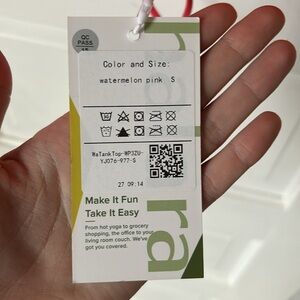 QC
PASS
Color and Size:
watermelon pink S
WaTankTop-WP3ZU-
YJ076-977-S
27 09:14
Make It Fun
Take It Easy
From hot yoga to grocery
shopping, the office to your
living room couch. We've
got you covered.
ra